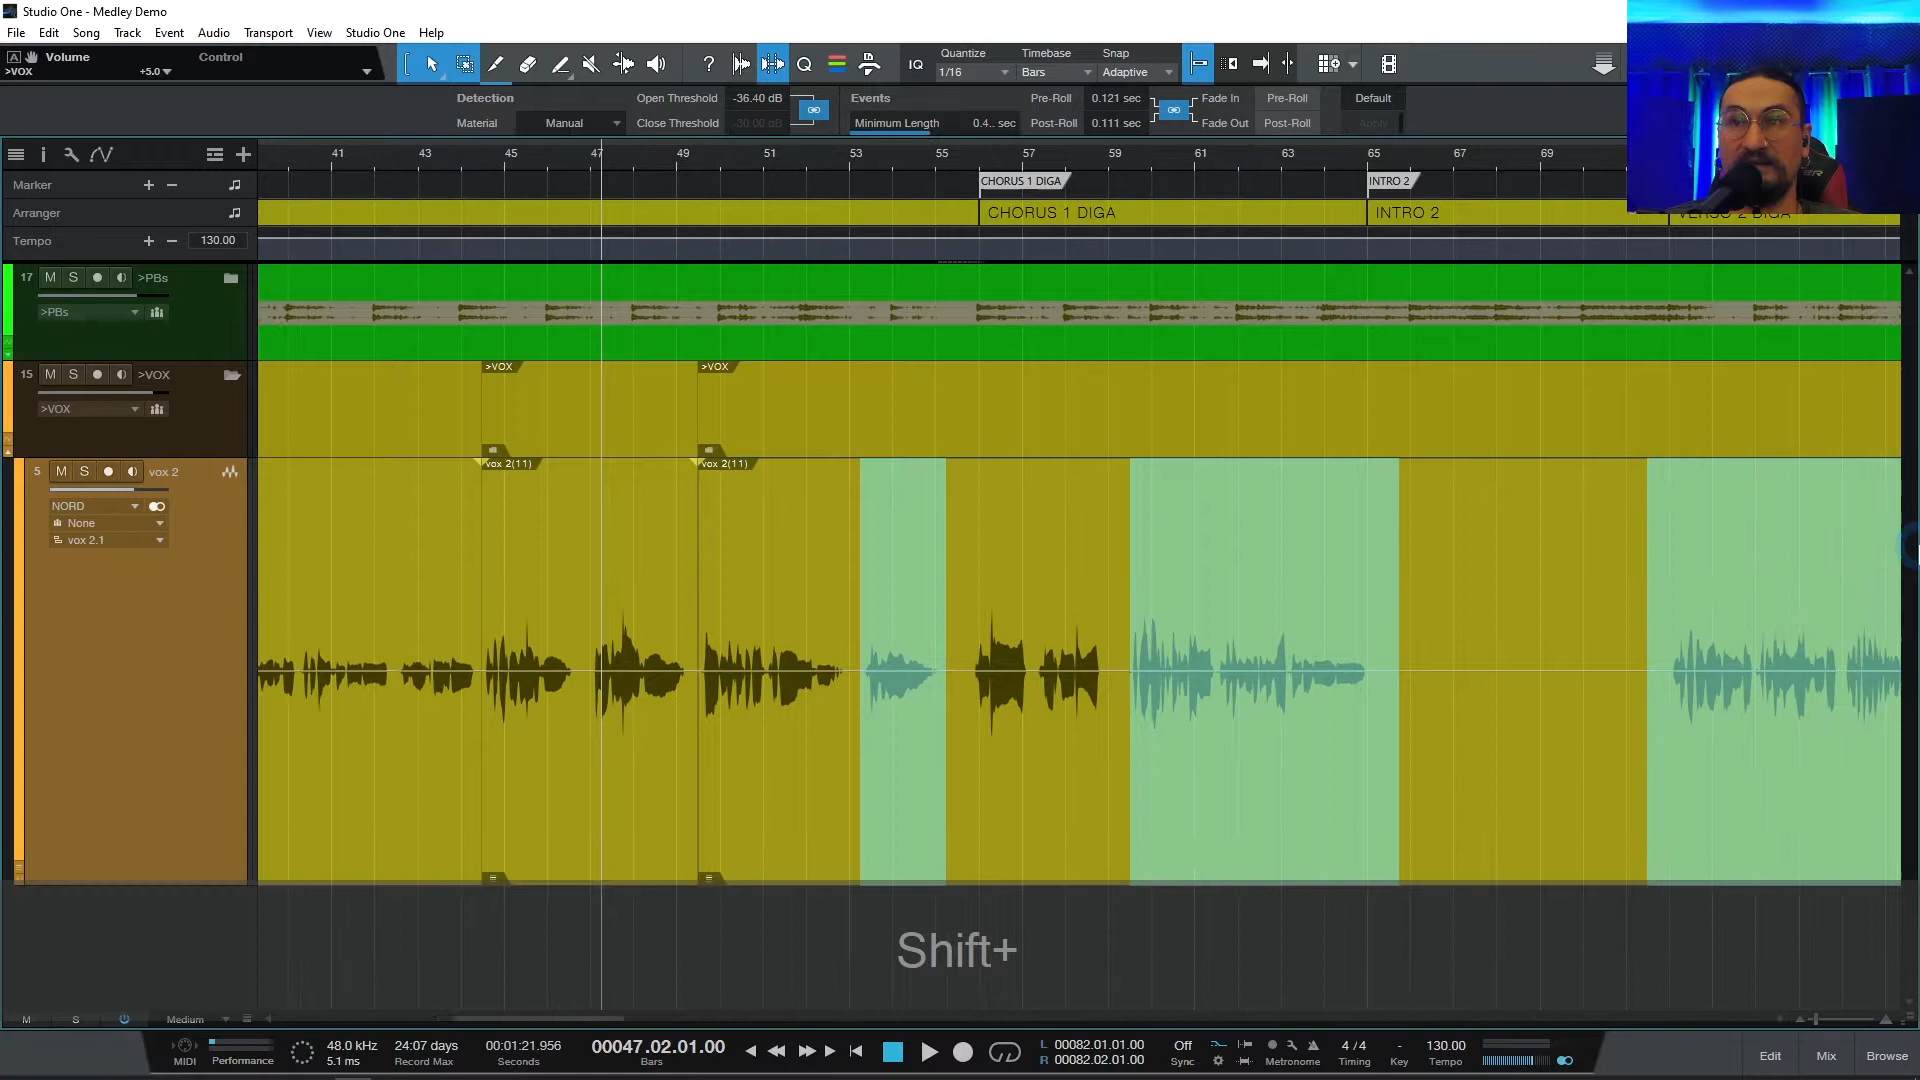 Studio One - Medley Demo
File Edit Song Track Event Audio Transport View Studio One Help
A Volume Control
>VOX +5.0
? Q IQ
Quantize Timebase Snap
1/16 Bars Adaptive
Detection Open Threshold -36.40 dB Events Pre-Roll 0.121 sec Fade In Pre-Roll Default
Material Manual Close Threshold -30.00 dB Minimum Length 0.4.. sec Post-Roll 0.111 sec Fade Out Post-Roll Apply
41 43 45 47 49 51 53 55 57 59 61 63 65 67 69
Marker CHORUS 1 DIGA INTRO 2
Arranger CHORUS 1 DIGA INTRO 2 VERSO 2 DIGA
Tempo 130.00
17 M S >PBs
>PBs
15 M S >VOX >VOX >VOX
>VOX
5 M S vox 2 vox 2(11) vox 2(11)
NORD
None
vox 2.1
Shift+
M S Medium
MIDI Performance
48.0 kHz 24:07 days 00:01:21.956 00047.02.01.00 L 00082.01.01.00 Off 4 / 4 - 130.00
5.1 ms Record Max Seconds Bars R 00082.02.01.00 Sync Metronome Timing Key Tempo
Edit Mix Browse